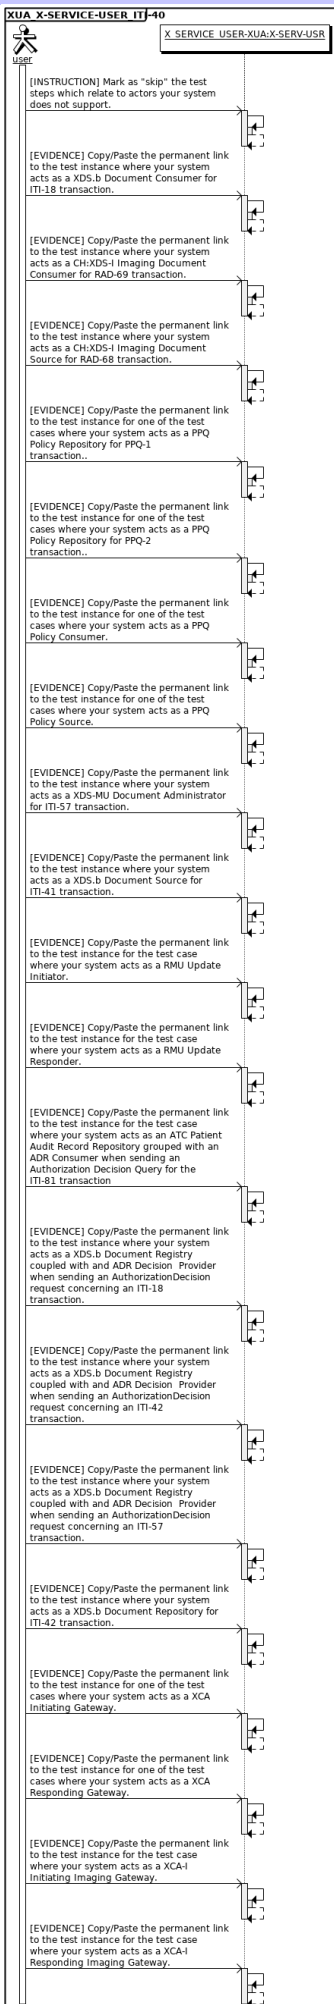 XUA_X-SERVICE-USER_ITI-40
X_SERVICE_USER-XUA:X-SERV-USR
user
[INSTRUCTION] Mark as "skip" the test
steps which relate to actors your system
does not support.
[EVIDENCE] Copy/Paste the permanent link
to the test instance where your system
acts as a XDS.b Document Consumer for
ITI-18 transaction.
[EVIDENCE] Copy/Paste the permanent link
to the test instance where your system
acts as a CH:XDS-I Imaging Document
Consumer for RAD-69 transaction.
[EVIDENCE] Copy/Paste the permanent link
to the test instance where your system
acts as a CH:XDS-I Imaging Document
Source for RAD-68 transaction.
[EVIDENCE] Copy/Paste the permanent link
to the test instance for one of the test
cases where your system acts as a PPQ
Policy Repository for PPQ-1
transaction..
[EVIDENCE] Copy/Paste the permanent link
to the test instance for one of the test
cases where your system acts as a PPQ
Policy Repository for PPQ-2
transaction..
[EVIDENCE] Copy/Paste the permanent link
to the test instance for one of the test
cases where your system acts as a PPQ
Policy Consumer.
[EVIDENCE] Copy/Paste the permanent link
to the test instance for one of the test
cases where your system acts as a PPQ
Policy Source.
[EVIDENCE] Copy/Paste the permanent link
to the test instance where your system
acts as a XDS-MU Document Administrator
for ITI-57 transaction.
[EVIDENCE] Copy/Paste the permanent link
to the test instance where your system
acts as a XDS.b Document Source for
ITI-41 transaction.
[EVIDENCE] Copy/Paste the permanent link
to the test instance for the test case
where your system acts as a RMU Update
Initiator.
[EVIDENCE] Copy/Paste the permanent link
to the test instance for the test case
where your system acts as a RMU Update
Responder.
[EVIDENCE] Copy/Paste the permanent link
to the test instance for the test case
where your system acts as an ATC Patient
Audit Record Repository grouped with an
ADR Consumer when sending an
Authorization Decision Query for the
ITI-81 transaction
[EVIDENCE] Copy/Paste the permanent link
to the test instance where your system
acts as a XDS.b Document Registry
coupled with and ADR Decision  Provider
when sending an AuthorizationDecision
request concerning an ITI-18
transaction.
[EVIDENCE] Copy/Paste the permanent link
to the test instance where your system
acts as a XDS.b Document Registry
coupled with and ADR Decision  Provider
when sending an AuthorizationDecision
request concerning an ITI-42
transaction.
[EVIDENCE] Copy/Paste the permanent link
to the test instance where your system
acts as a XDS.b Document Registry
coupled with and ADR Decision  Provider
when sending an AuthorizationDecision
request concerning an ITI-57
transaction.
[EVIDENCE] Copy/Paste the permanent link
to the test instance where your system
acts as a XDS.b Document Repository for
ITI-42 transaction.
[EVIDENCE] Copy/Paste the permanent link
to the test instance for one of the test
cases where your system acts as a XCA
Initiating Gateway.
[EVIDENCE] Copy/Paste the permanent link
to the test instance for one of the test
cases where your system acts as a XCA
Responding Gateway.
[EVIDENCE] Copy/Paste the permanent link
to the test instance for the test case
where your system acts as a XCA-I
Initiating Imaging Gateway.
[EVIDENCE] Copy/Paste the permanent link
to the test instance for the test case
where your system acts as a XCA-I
Responding Imaging Gateway.